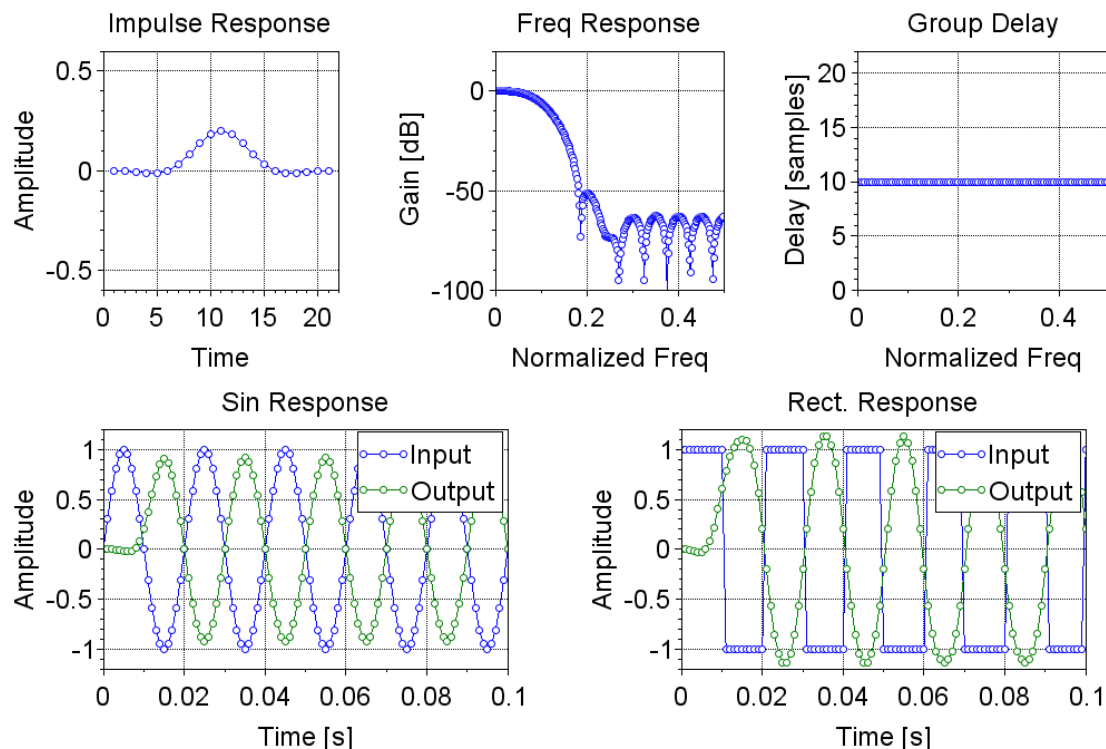 Impulse Response
Freq Response
Group Delay
Amplitude
0.5
0
-0.5
0 5 10 15 20
Time
Gain [dB]
0
-50
-100
0 0.2 0.4
Normalized Freq
Delay [samples]
20
15
10
5
0
0 0.2 0.4
Normalized Freq
Sin Response
Amplitude
1
0.5
0
-0.5
-1
Input
Output
0 0.02 0.04 0.06 0.08 0.1
Time [s]
Rect. Response
Amplitude
1
0.5
0
-0.5
-1
Input
Output
0 0.02 0.04 0.06 0.08 0.1
Time [s]